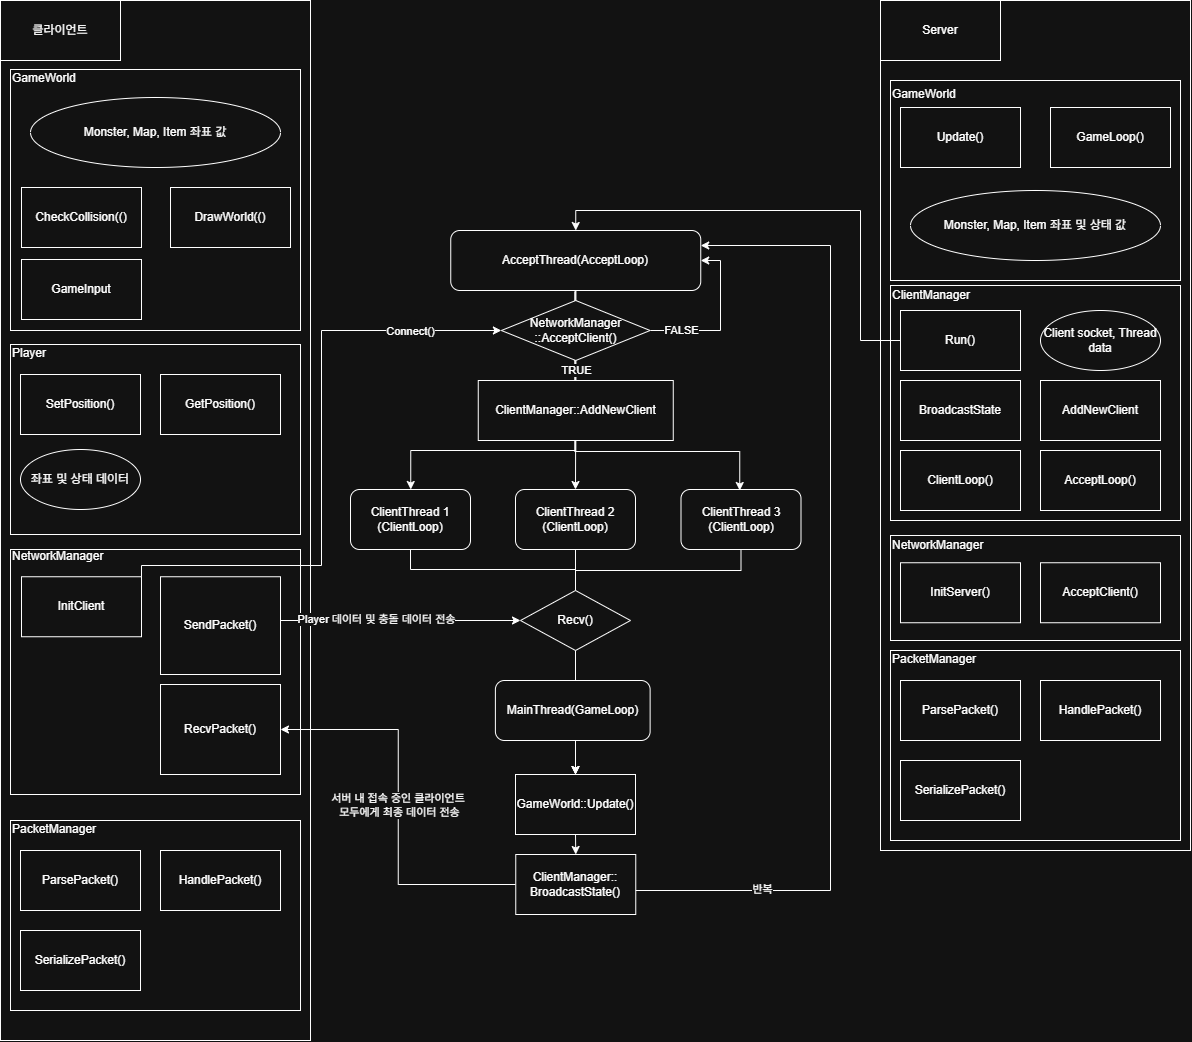 클라이언트
GameWorld
Monster, Map, Item 좌표 값
CheckCollision(()
DrawWorld(()
GameInput
Player
SetPosition()
GetPosition()
좌표 및 상태 데이터
NetworkManager
InitClient
SendPacket()
RecvPacket()
PacketManager
ParsePacket()
HandlePacket()
SerializePacket()
AcceptThread(AcceptLoop)
Connect()
NetworkManager
::AcceptClient()
FALSE
TRUE
ClientManager::AddNewClient
ClientThread 1
(ClientLoop)
ClientThread 2
(ClientLoop)
ClientThread 3
(ClientLoop)
Player 데이터 및 충돌 데이터 전송
Recv()
MainThread(GameLoop)
GameWorld::Update()
서버 내 접속 중인 클라이언트
모두에게 최종 데이터 전송
ClientManager::
BroadcastState()
반복
Server
GameWorld
Update()
GameLoop()
Monster, Map, Item 좌표 및 상태 값
ClientManager
Run()
Client socket, Thread
data
BroadcastState
AddNewClient
ClientLoop()
AcceptLoop()
NetworkManager
InitServer()
AcceptClient()
PacketManager
ParsePacket()
HandlePacket()
SerializePacket()